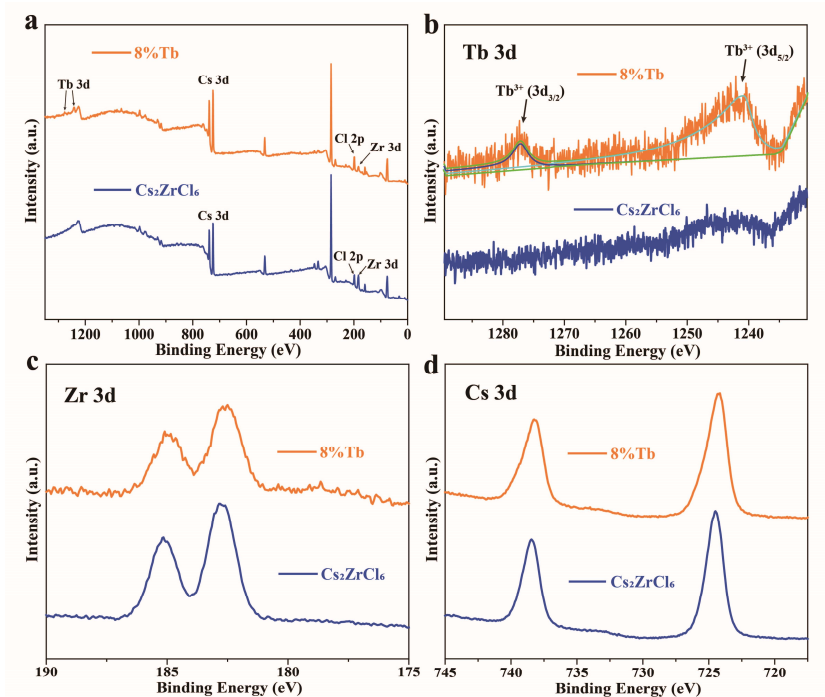 a
8%Tb
Tb 3d
Cs 3d
Cl 2p
Zr 3d
Cs₂ZrCl₆
Cs 3d
Cl 2p
Zr 3d
Intensity (a.u.)
1200 1000 800 600 400 200 0
Binding Energy (eV)
b
Tb 3d
Tb³⁺ (3d₅/₂)
8%Tb
Tb³⁺ (3d₃/₂)
Cs₂ZrCl₆
Intensity (a.u.)
1280 1270 1260 1250 1240
Binding Energy (eV)
c
Zr 3d
8%Tb
Cs₂ZrCl₆
Intensity (a.u.)
190 185 180 175
Binding Energy (eV)
d
Cs 3d
8%Tb
Cs₂ZrCl₆
Intensity (a.u.)
745 740 735 730 725 720
Binding Energy (eV)